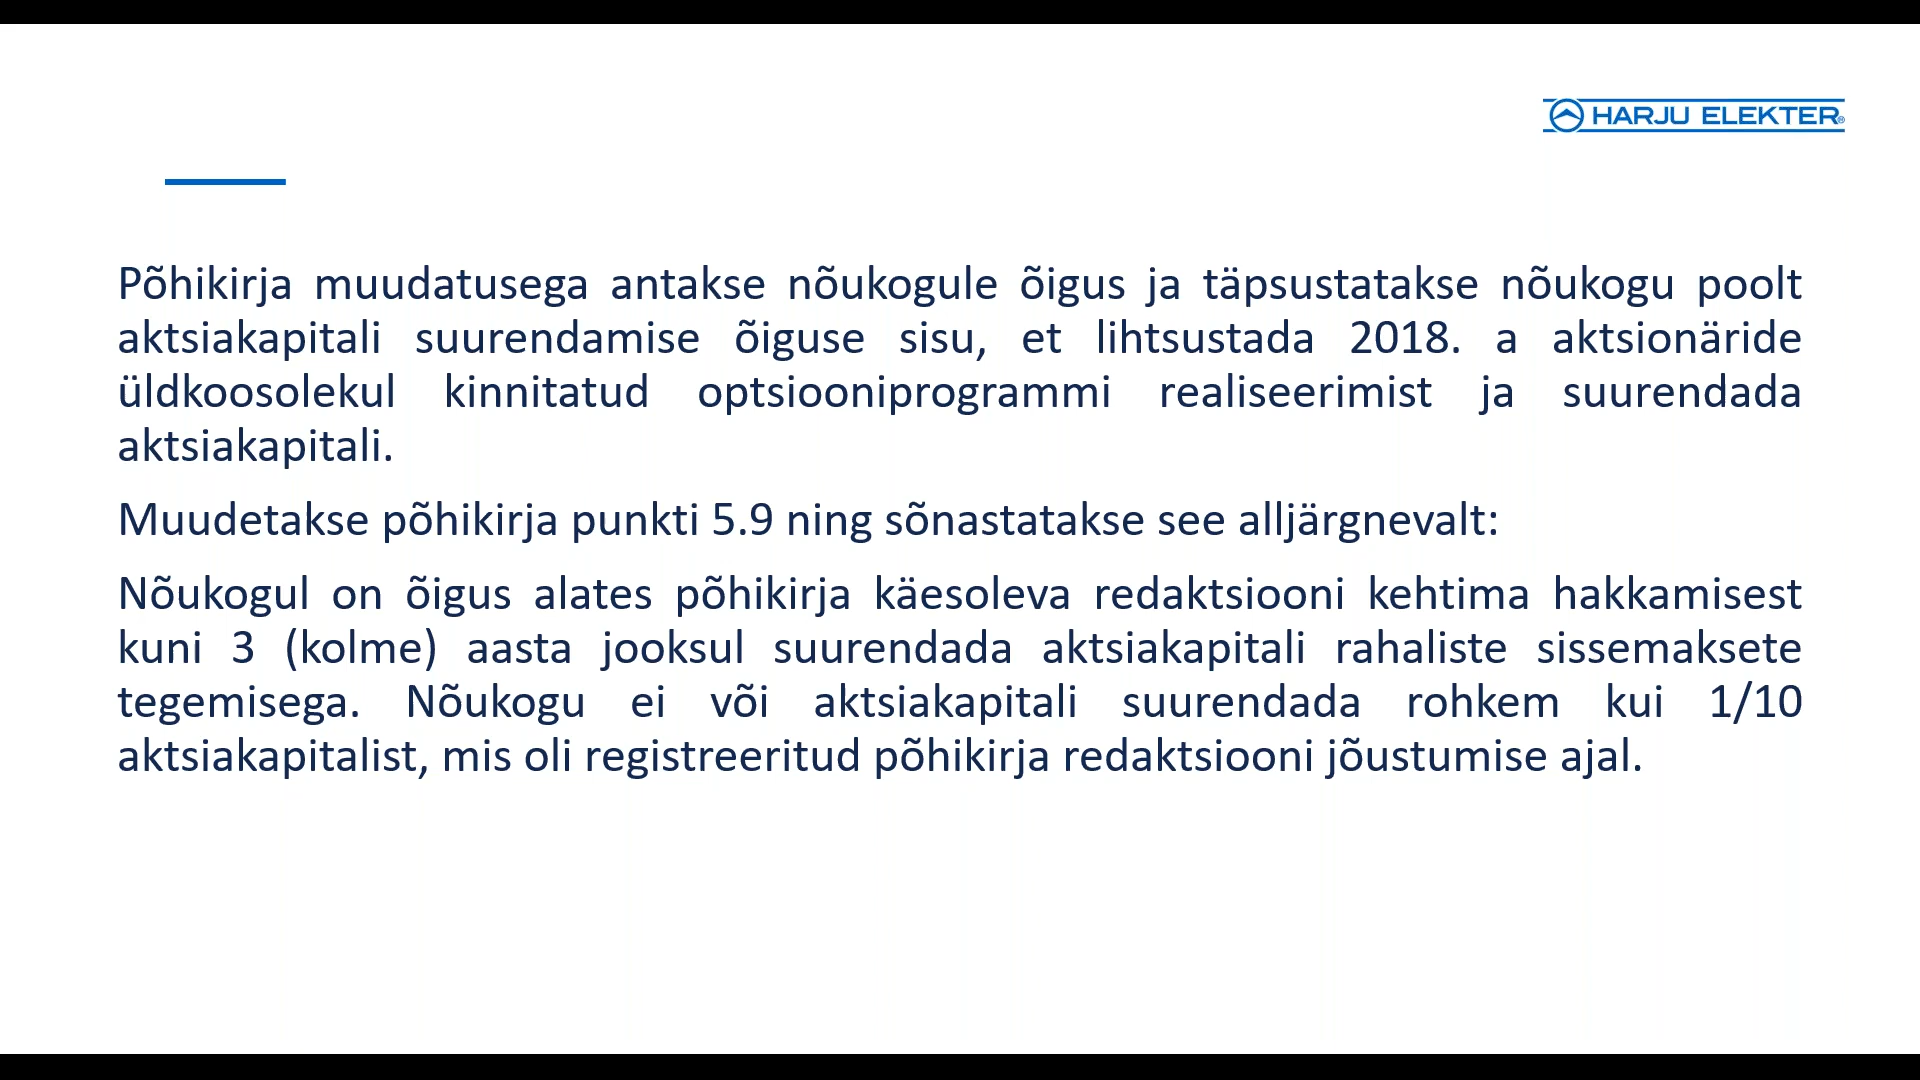 HARJU ELEKTER®
Põhikirja muudatusega antakse nõukogule õigus ja täpsustatakse nõukogu poolt
aktsiakapitali suurendamise õiguse sisu, et lihtsustada 2018. a aktsionäride
üldkoosolekul kinnitatud optsiooniprogrammi realiseerimist ja suurendada
aktsiakapitali.
Muudetakse põhikirja punkti 5.9 ning sõnastatakse see alljärgnevalt:
Nõukogul on õigus alates põhikirja käesoleva redaktsiooni kehtima hakkamisest
kuni 3 (kolme) aasta jooksul suurendada aktsiakapitali rahaliste sissemaksete
tegemisega. Nõukogu ei või aktsiakapitali suurendada rohkem kui 1/10
aktsiakapitalist, mis oli registreeritud põhikirja redaktsiooni jõustumise ajal.